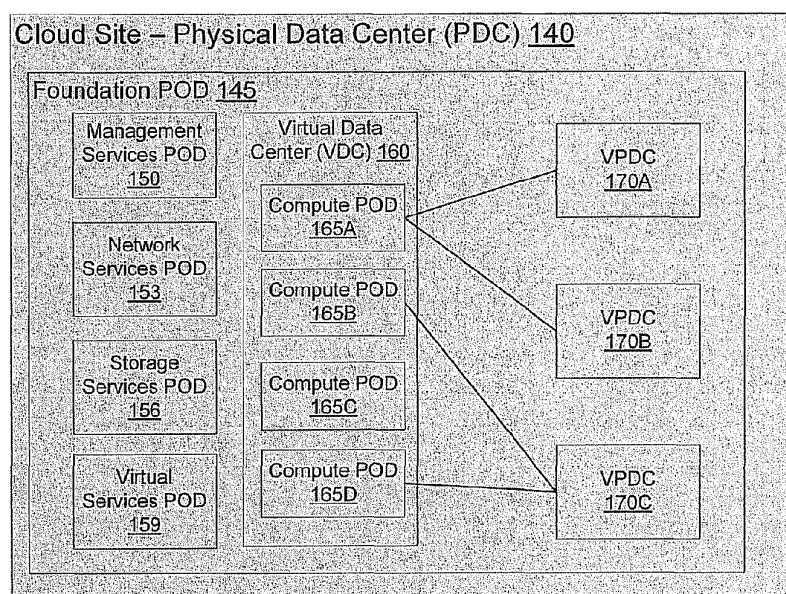 Cloud Site – Physical Data Center (PDC) 140
Foundation POD 145
Management
Services POD
150
Network
Services POD
153
Storage
Services POD
156
Virtual
Services POD
159
Virtual Data
Center (VDC) 160
Compute POD
165A
Compute POD
165B
Compute POD
165C
Compute POD
165D
VPDC
170A
VPDC
170B
VPDC
170C